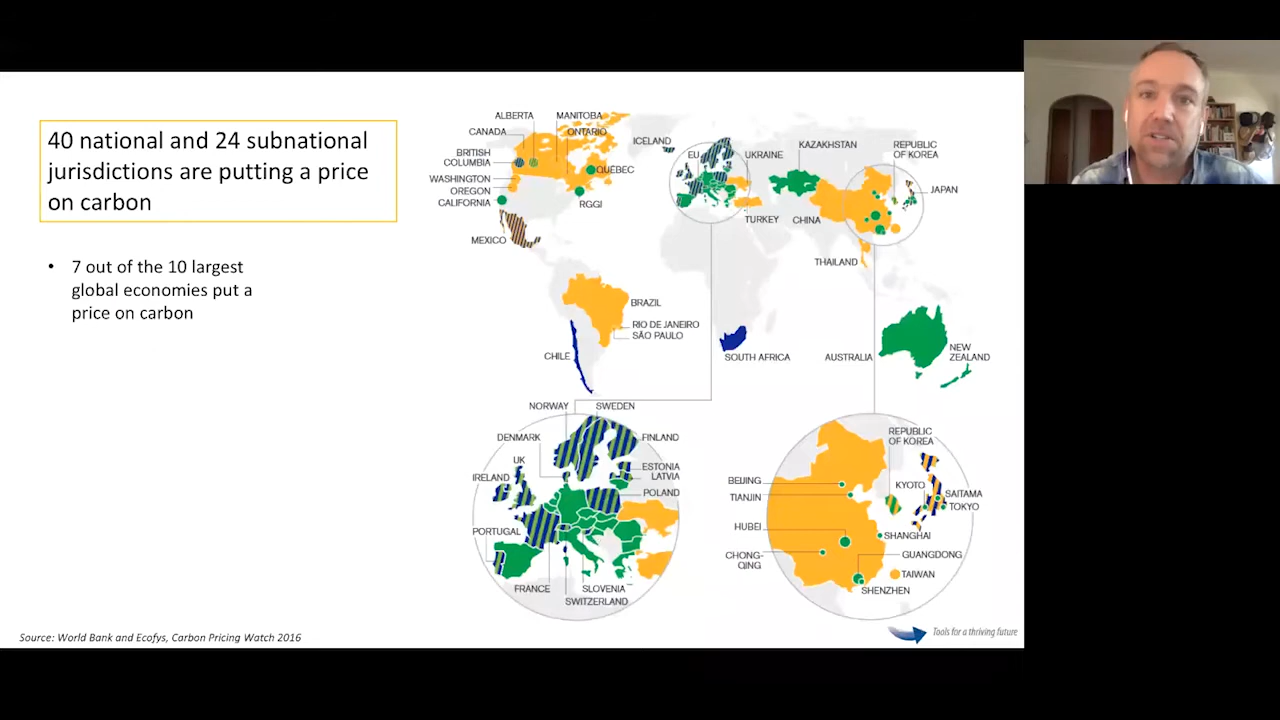 40 national and 24 subnational
jurisdictions are putting a price
on carbon
• 7 out of the 10 largest
global economies put a
price on carbon
ALBERTA
MANITOBA
CANADA
ONTARIO
BRITISH
COLUMBIA
QUÉBEC
WASHINGTON
OREGON
CALIFORNIA
RGGI
MEXICO
ICELAND
EU
UKRAINE
KAZAKHSTAN
REPUBLIC
OF KOREA
JAPAN
TURKEY
CHINA
THAILAND
BRAZIL
RIO DE JANEIRO
SÃO PAULO
CHILE
SOUTH AFRICA
AUSTRALIA
NEW
ZEALAND
NORWAY
SWEDEN
DENMARK
FINLAND
UK
ESTONIA
LATVIA
IRELAND
POLAND
PORTUGAL
FRANCE
SLOVENIA
SWITZERLAND
REPUBLIC
OF KOREA
BEIJING
TIANJIN
KYOTO
SAITAMA
TOKYO
HUBEI
SHANGHAI
CHONG-
QING
GUANGDONG
TAIWAN
SHENZHEN
Source: World Bank and Ecofys, Carbon Pricing Watch 2016
Tools for a thriving future